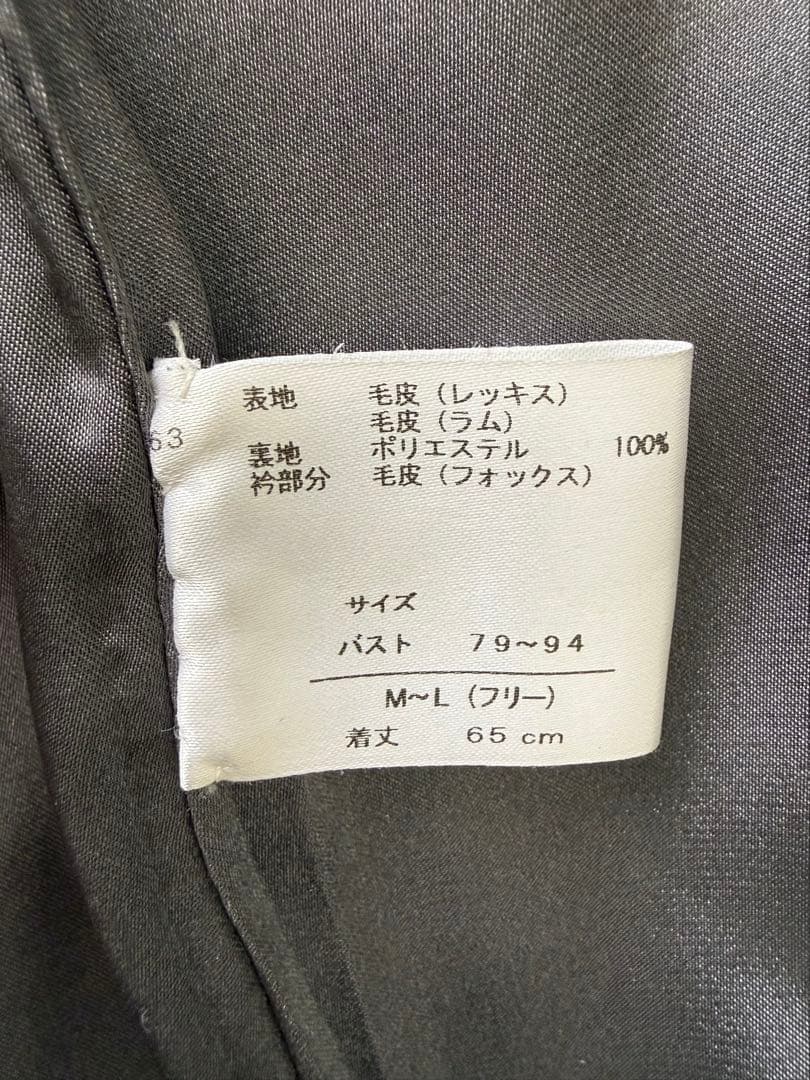 表地 毛皮（レッキス）
毛皮（ラム）
63
裏地 ポリエステル 100%
衿部分 毛皮（フォックス）
サイズ
バスト 79～94
M～L（フリー）
着丈 65cm